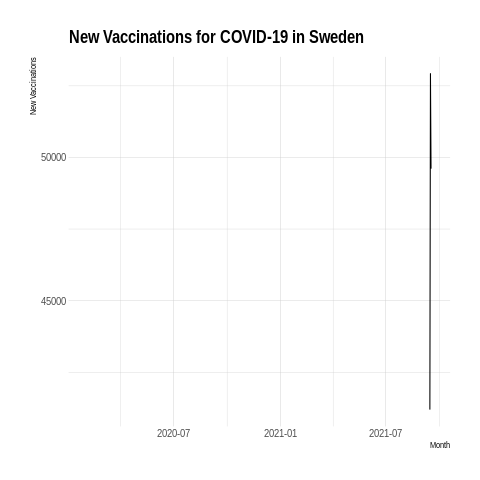 New Vaccinations for COVID-19 in Sweden
New Vaccinations
50000
45000
2020-07
2021-01
2021-07
Month